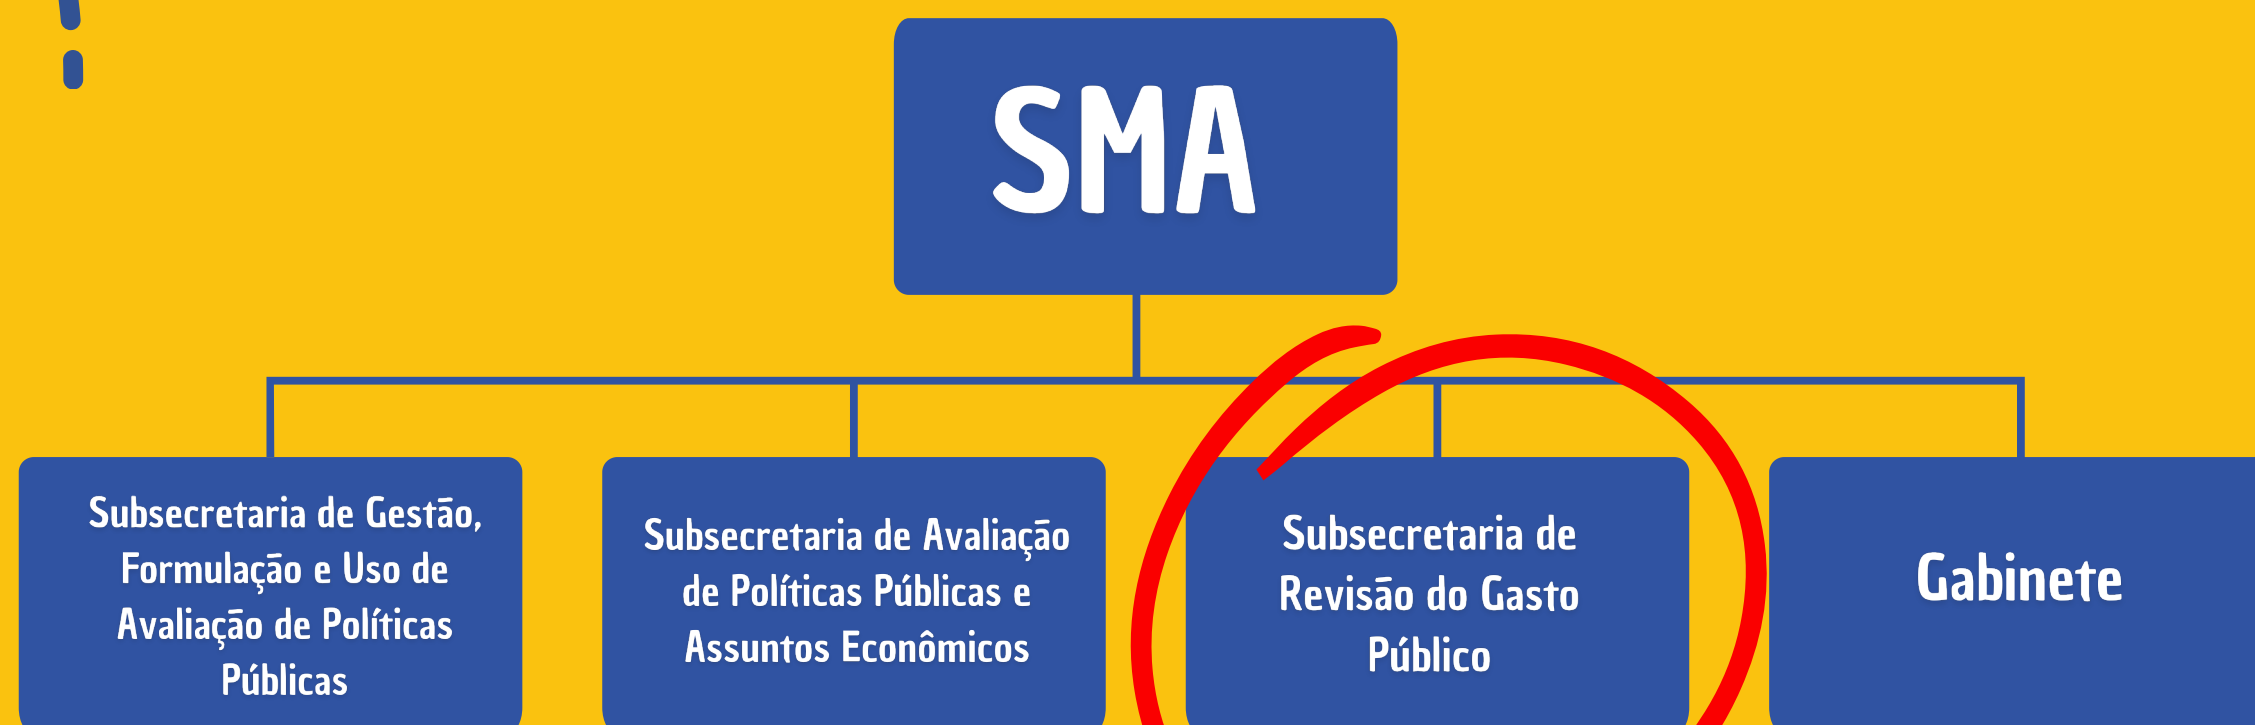 SMA
Subsecretaria de Gestão,
Formulação e Uso de
Avaliação de Políticas
Públicas
Subsecretaria de Avaliação
de Políticas Públicas e
Assuntos Econômicos
Subsecretaria de
Revisão do Gasto
Público
Gabinete